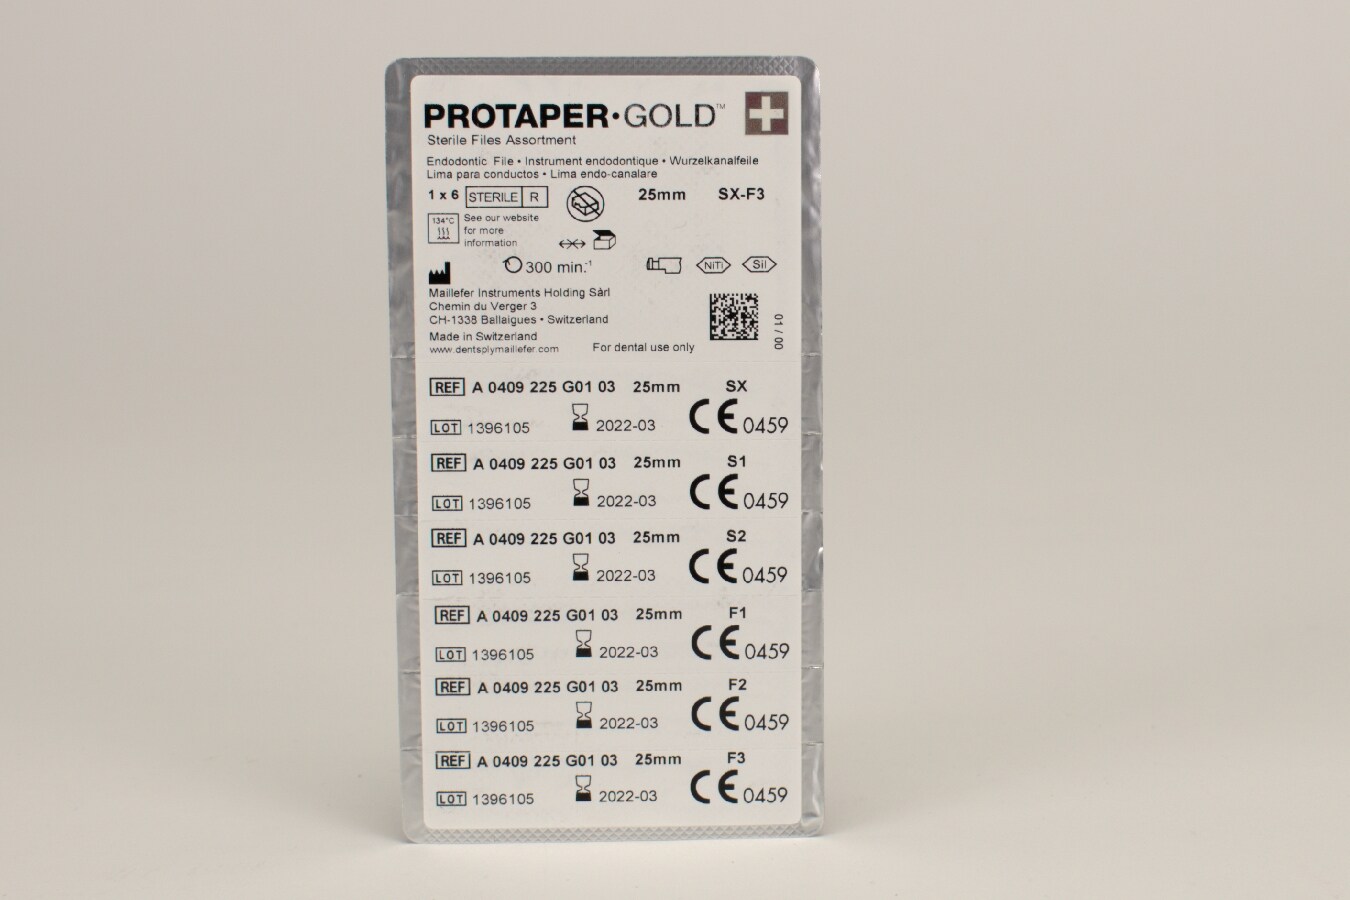 PROTAPER•GOLD™
Sterile Files Assortment
Endodontic File • Instrument endodontique • Wurzelkanalfeile
Lima para conductos • Lima endo-canalare
1 x 6 STERILE R 25mm SX-F3
134°C See our website
for more
information
300 min.-1 NiTi Sil
Maillefer Instruments Holding Sàrl
Chemin du Verger 3
CH-1338 Ballaigues • Switzerland
Made in Switzerland
www.dentsplymaillefer.com For dental use only
01 / 00
REF A 0409 225 G01 03 25mm SX
LOT 1396105 2022-03 CE 0459
REF A 0409 225 G01 03 25mm S1
LOT 1396105 2022-03 CE 0459
REF A 0409 225 G01 03 25mm S2
LOT 1396105 2022-03 CE 0459
REF A 0409 225 G01 03 25mm F1
LOT 1396105 2022-03 CE 0459
REF A 0409 225 G01 03 25mm F2
LOT 1396105 2022-03 CE 0459
REF A 0409 225 G01 03 25mm F3
LOT 1396105 2022-03 CE 0459